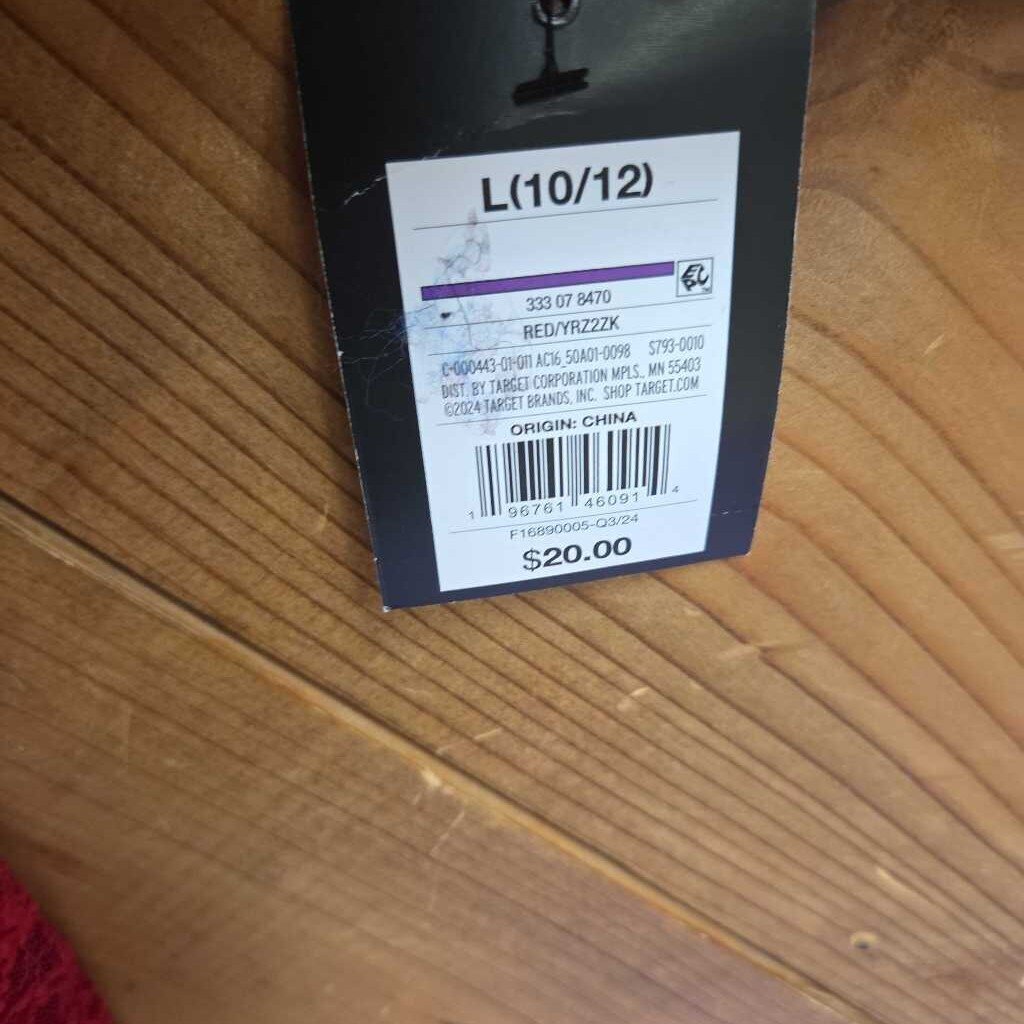 L(10/12)
333 07 8470
RED/YRZ2ZK
C-000443-01-011 AC16_50A01-0098 S793-0010
DIST. BY TARGET CORPORATION MPLS., MN 55403
©2024 TARGET BRANDS, INC. SHOP TARGET.COM
ORIGIN: CHINA
1 96761 46091 4
F16890005-Q3/24
$20.00